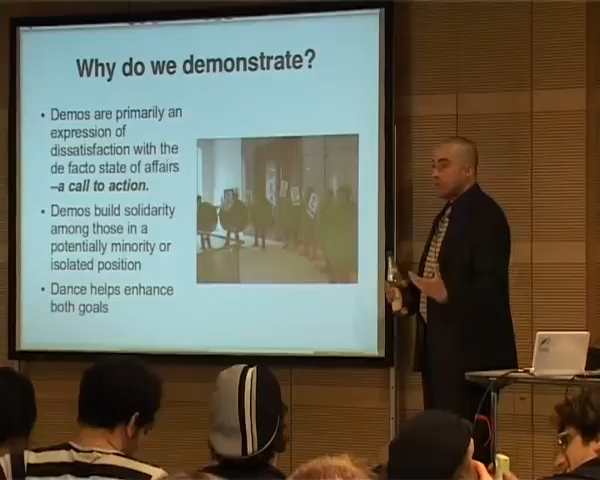 Why do we demonstrate?
• Demos are primarily an
expression of
dissatisfaction with the
de facto state of affairs
–a call to action.
• Demos build solidarity
among those in a
potentially minority or
isolated position
• Dance helps enhance
both goals